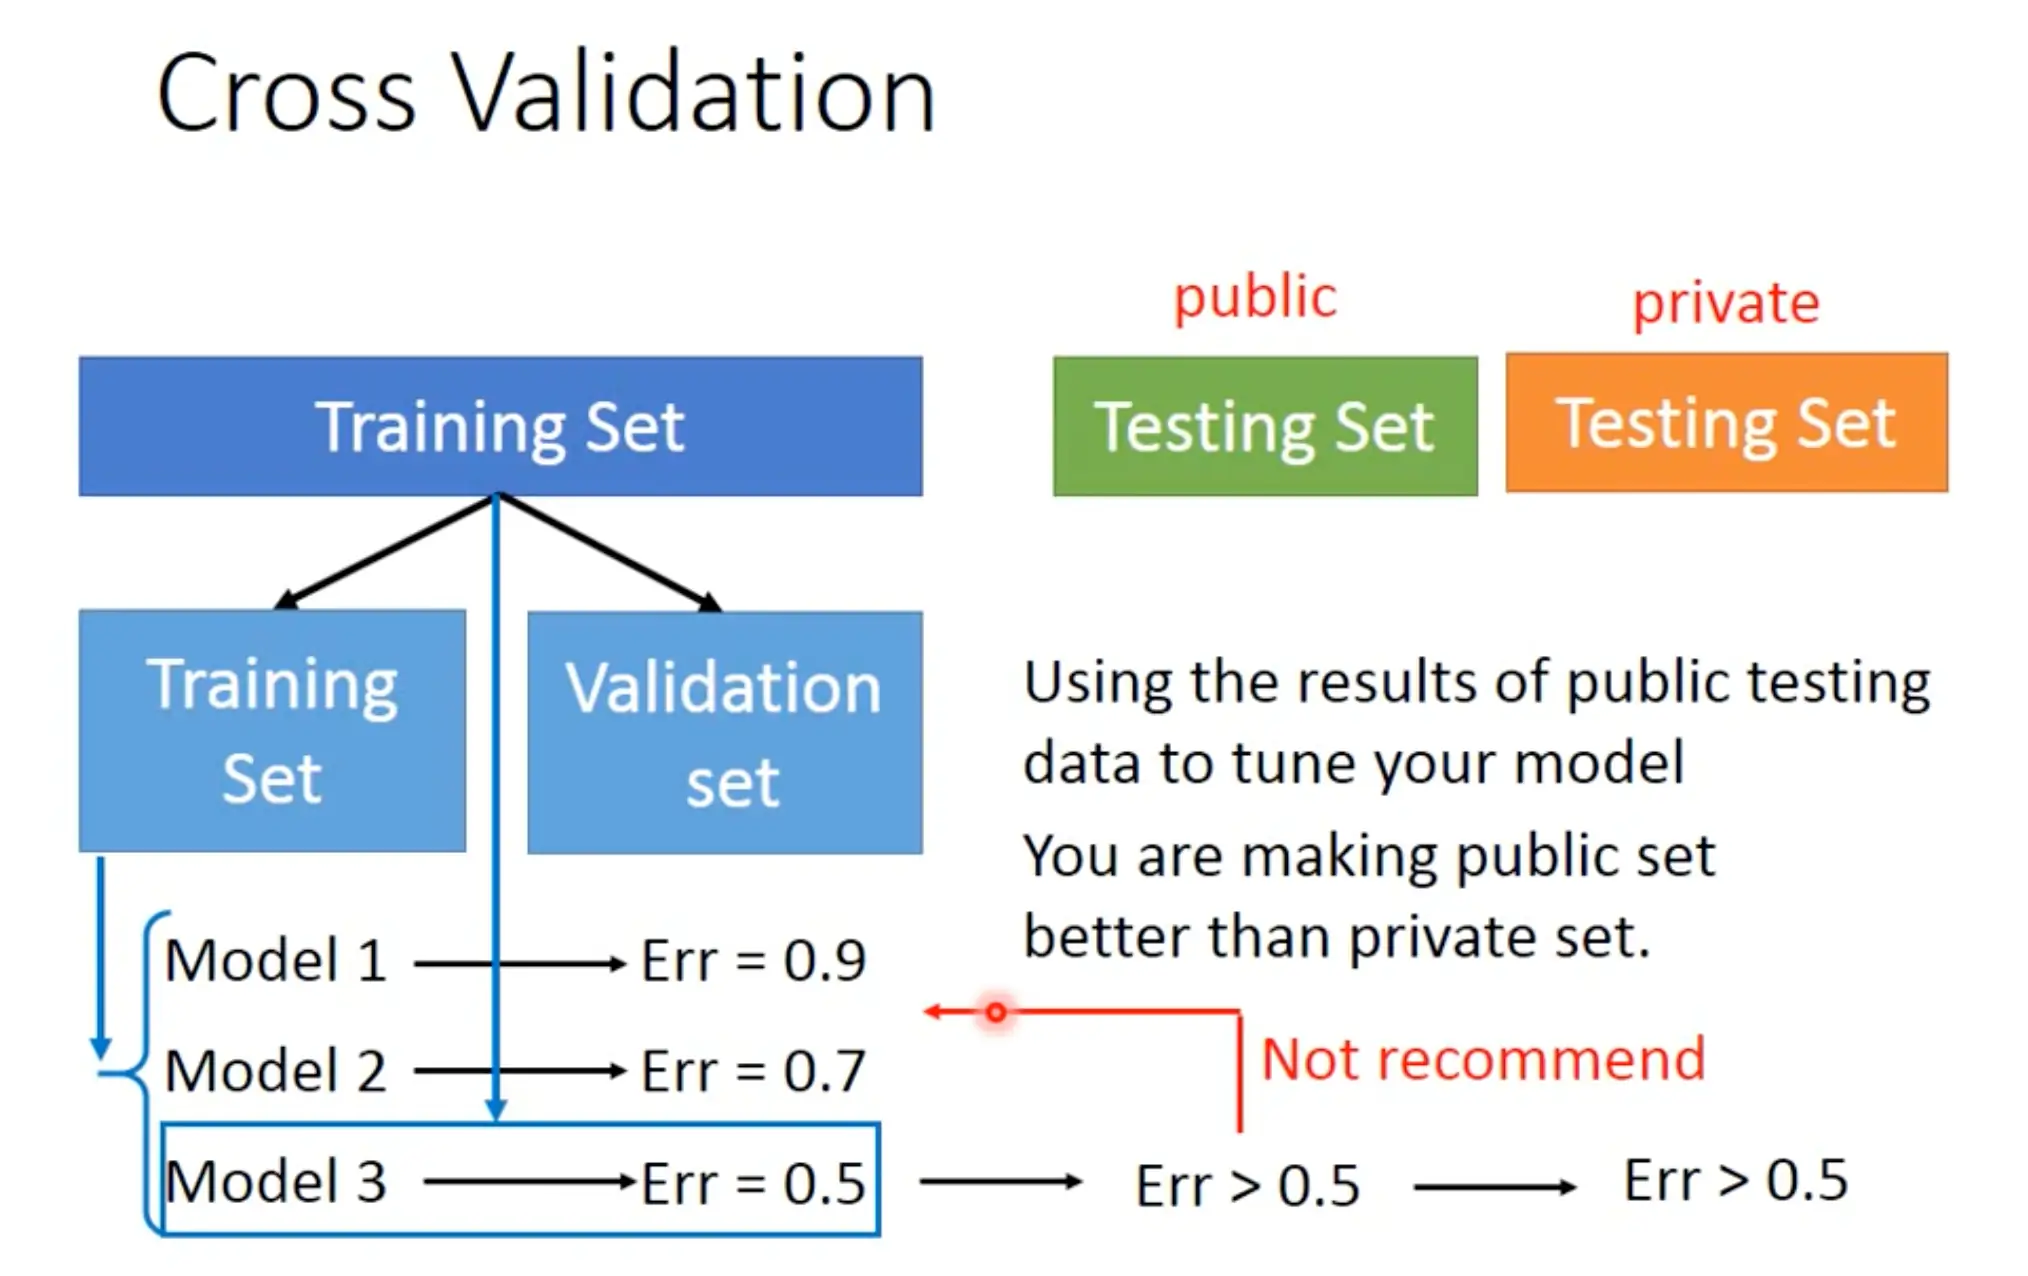 Cross Validation
public
private
Training Set
Testing Set
Testing Set
Training
Set
Validation
set
Using the results of public testing
data to tune your model
You are making public set
better than private set.
Model 1
Err = 0.9
Model 2
Err = 0.7
Not recommend
Model 3
Err = 0.5
Err > 0.5
Err > 0.5